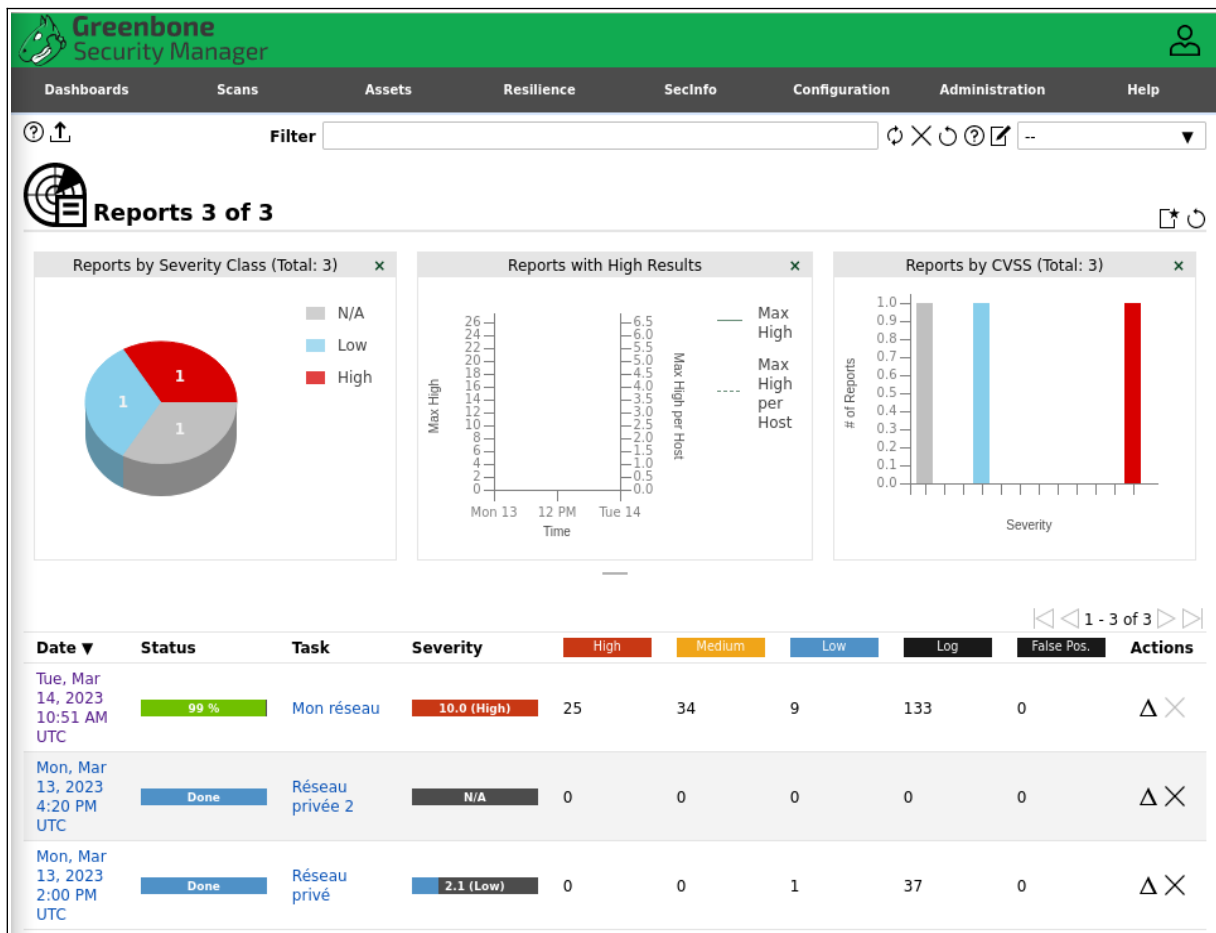 Greenbone
Security Manager
Dashboards Scans Assets Resilience SecInfo Configuration Administration Help
Filter --▼
Reports 3 of 3
Reports by Severity Class (Total: 3) ×
N/A
Low
High
1
1
1
Reports with High Results ×
Max High
26
24
22
20
18
16
14
12
10
8
6
4
2
0
6.5
6.0
5.5
5.0
4.5
4.0
3.5
3.0
2.5
2.0
1.5
1.0
0.5
0.0
Max High per Host
Mon 13 12 PM Tue 14
Time
Max
High
Max
High
per
Host
Reports by CVSS (Total: 3) ×
# of Reports
1.0
0.9
0.8
0.7
0.6
0.5
0.4
0.3
0.2
0.1
0.0
Severity
1 - 3 of 3
Date ▼ Status Task Severity High Medium Low Log False Pos. Actions
Tue, Mar
14, 2023
10:51 AM
UTC
99 % Mon réseau 10.0 (High) 25 34 9 133 0
Mon, Mar
13, 2023
4:20 PM
UTC
Done
Réseau
privée 2
N/A 0 0 0 0 0
Mon, Mar
13, 2023
2:00 PM
UTC
Done
Réseau
privé
2.1 (Low) 0 0 1 37 0